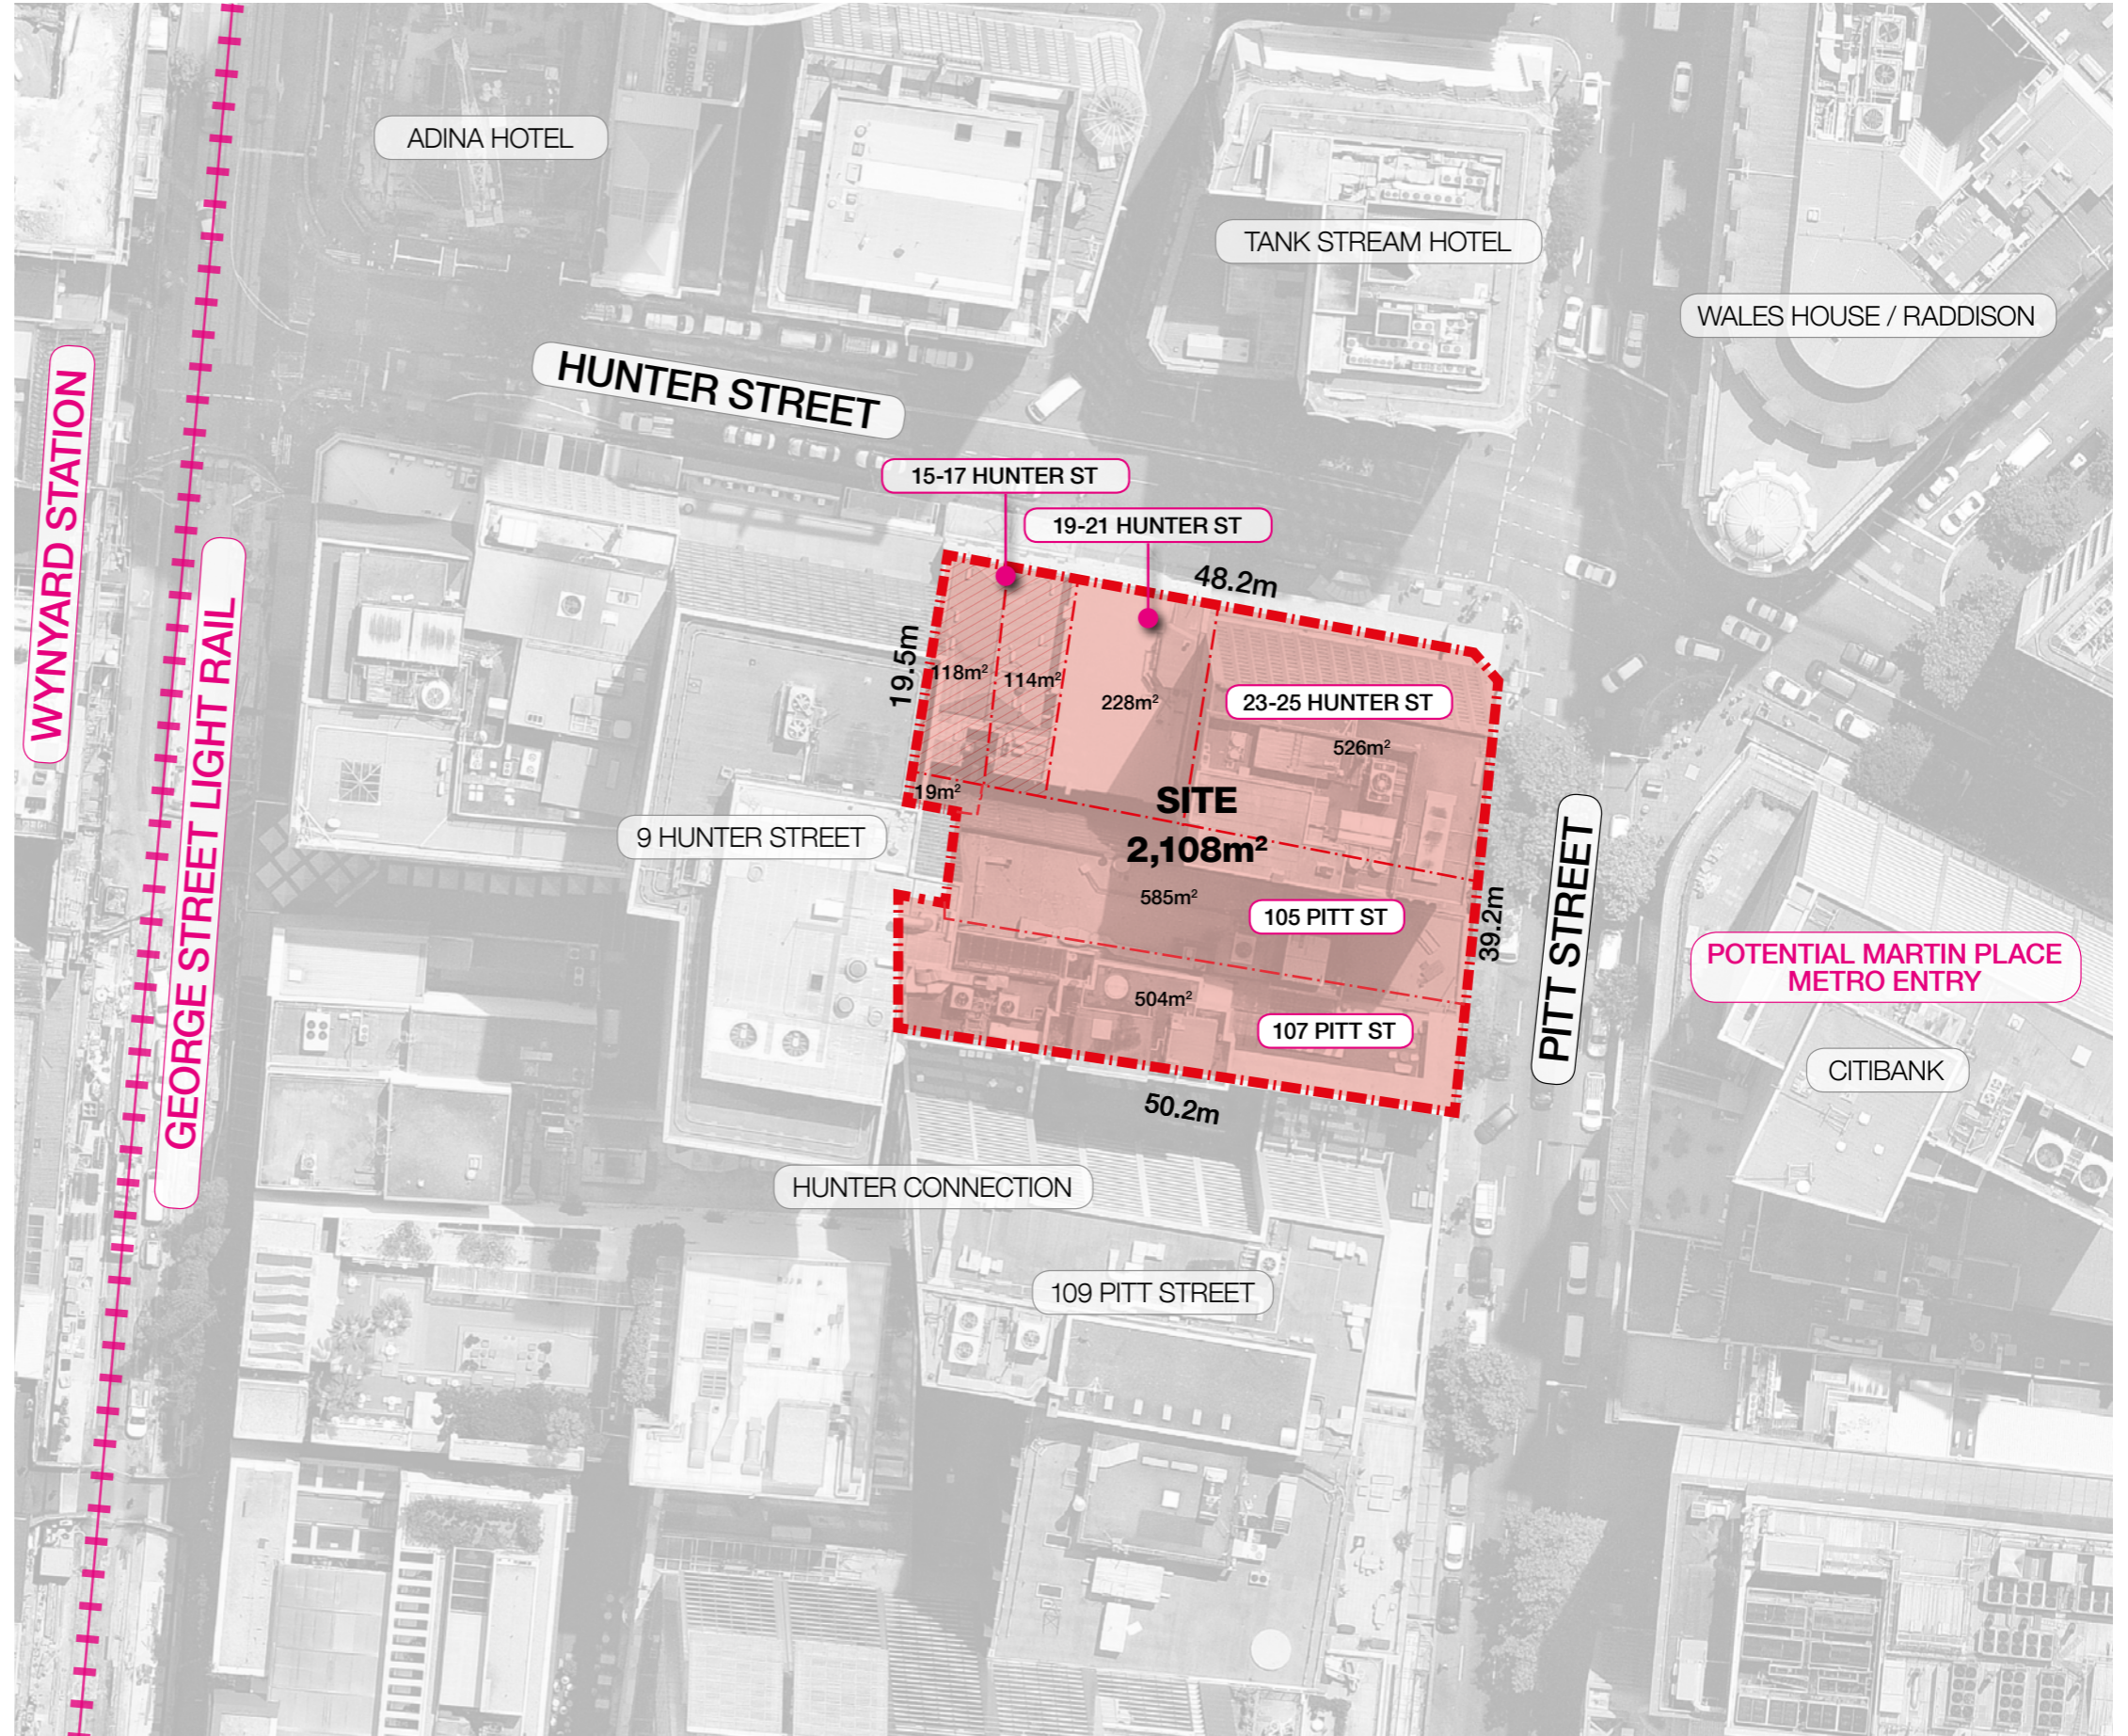 ADINA HOTEL
TANK STREAM HOTEL
WALES HOUSE / RADDISON
HUNTER STREET
WYNYARD STATION
15-17 HUNTER ST
19-21 HUNTER ST
48.2m
GEORGE STREET LIGHT RAIL
19.5m
118m²
114m²
228m²
23-25 HUNTER ST
526m²
19m²
SITE
2,108m²
9 HUNTER STREET
585m²
105 PITT ST
39.2m
PITT STREET
POTENTIAL MARTIN PLACE
METRO ENTRY
504m²
107 PITT ST
CITIBANK
50.2m
HUNTER CONNECTION
109 PITT STREET